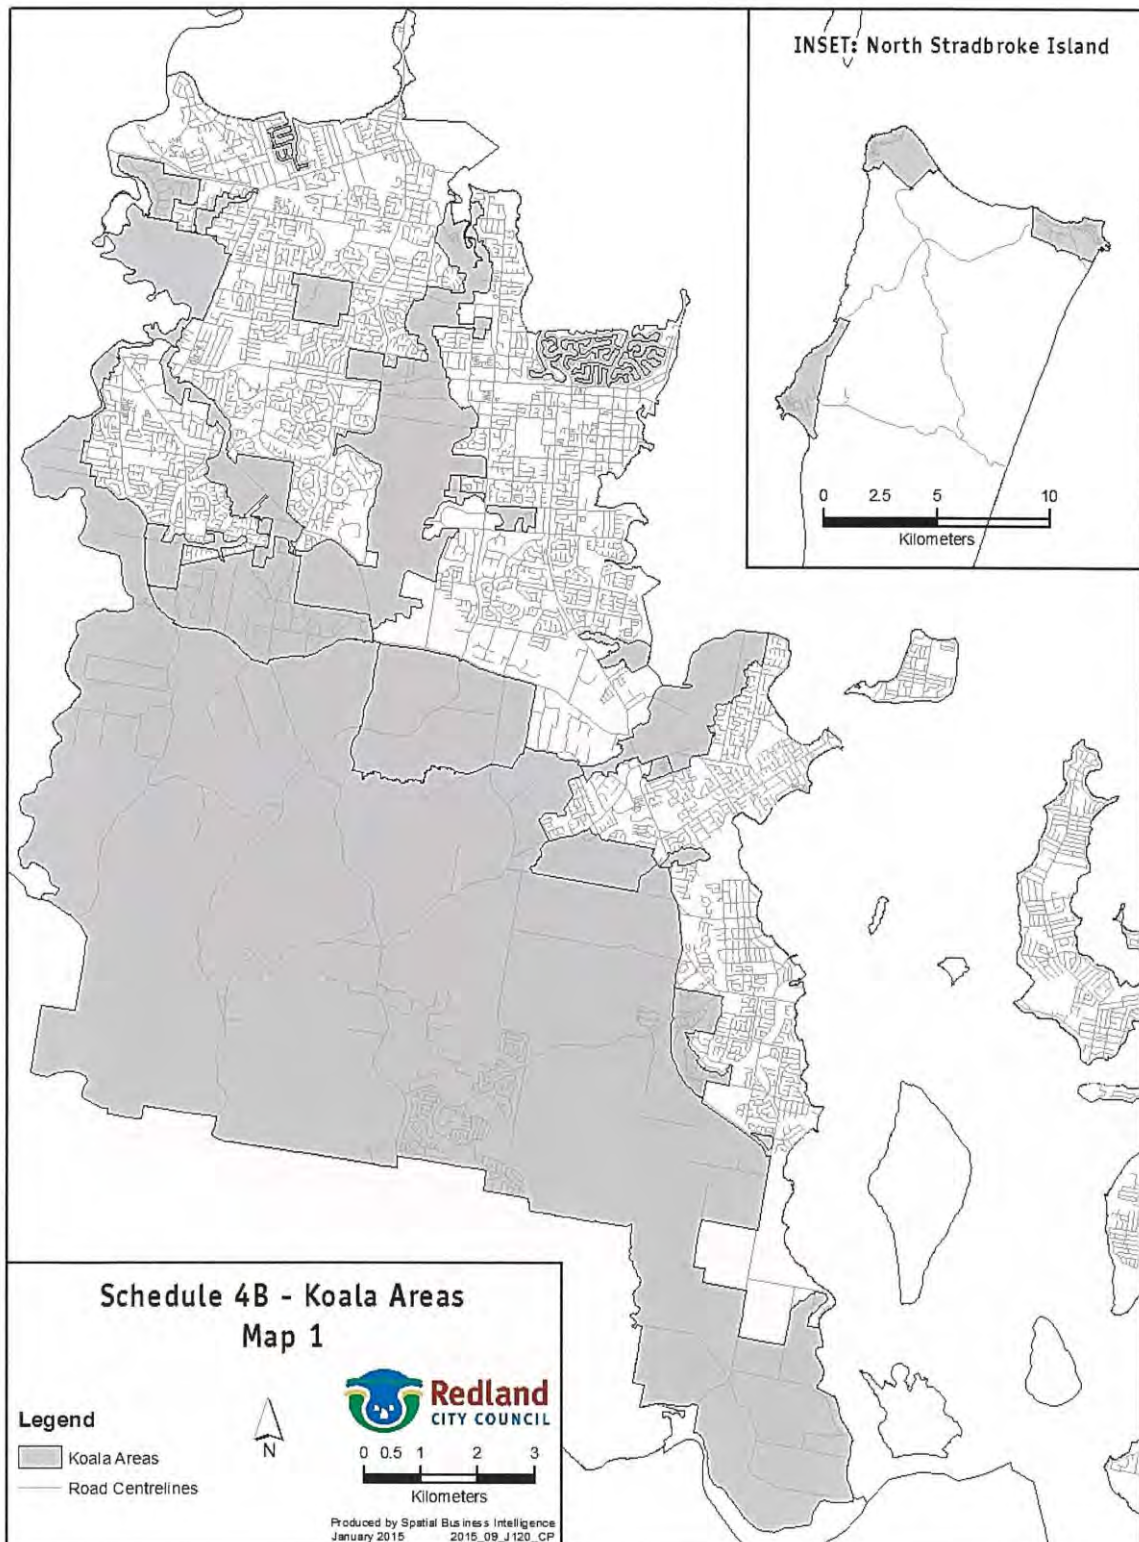 INSET: North Stradbroke Island
0 2.5 5 10
Kilometers
Schedule 4B - Koala Areas
Map 1
Redland
CITY COUNCIL
Legend
Koala Areas
Road Centrelines
N
0 0.5 1 2 3
Kilometers
Produced by Spatial Business Intelligence
January 2015 2015_09_J120_CP